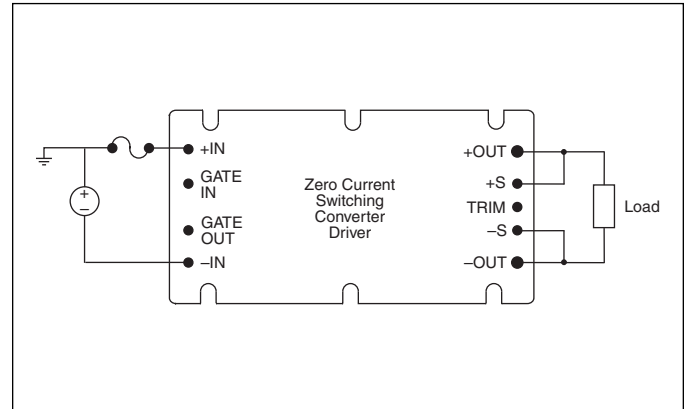 +IN
GATE
IN
GATE
OUT
–IN
Zero Current
Switching
Converter
Driver
+OUT
+S
TRIM
–S
–OUT
Load
+
–